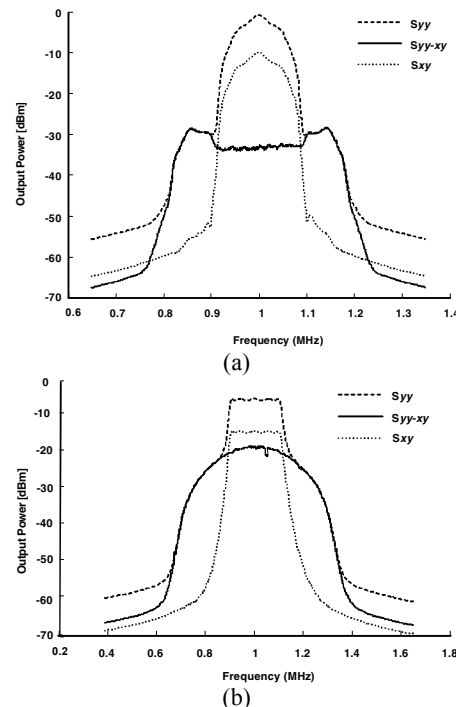 0
-10
-20
-30
-40
-50
-60
-70
Output Power [dBm]
Syy
Syy-xy
Sxy
0.6 0.7 0.8 0.9 1 1.1 1.2 1.3 1.4
Frequency (MHz)
(a)
0
-10
-20
-30
-40
-50
-60
-70
Output Power [dBm]
Syy
Syy-xy
Sxy
0.2 0.4 0.6 0.8 1 1.2 1.4 1.6 1.8
Frequency (MHz)
(b)